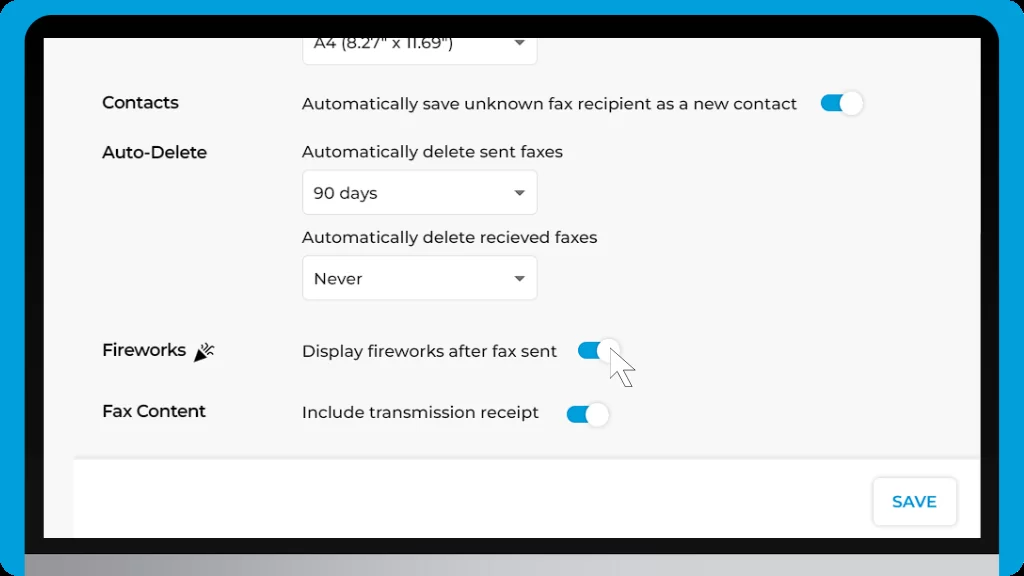 A4 (8.27" x 11.69")
Contacts
Automatically save unknown fax recipient as a new contact
Auto-Delete
Automatically delete sent faxes
90 days
Automatically delete recieved faxes
Never
Fireworks
Display fireworks after fax sent
Fax Content
Include transmission receipt
SAVE